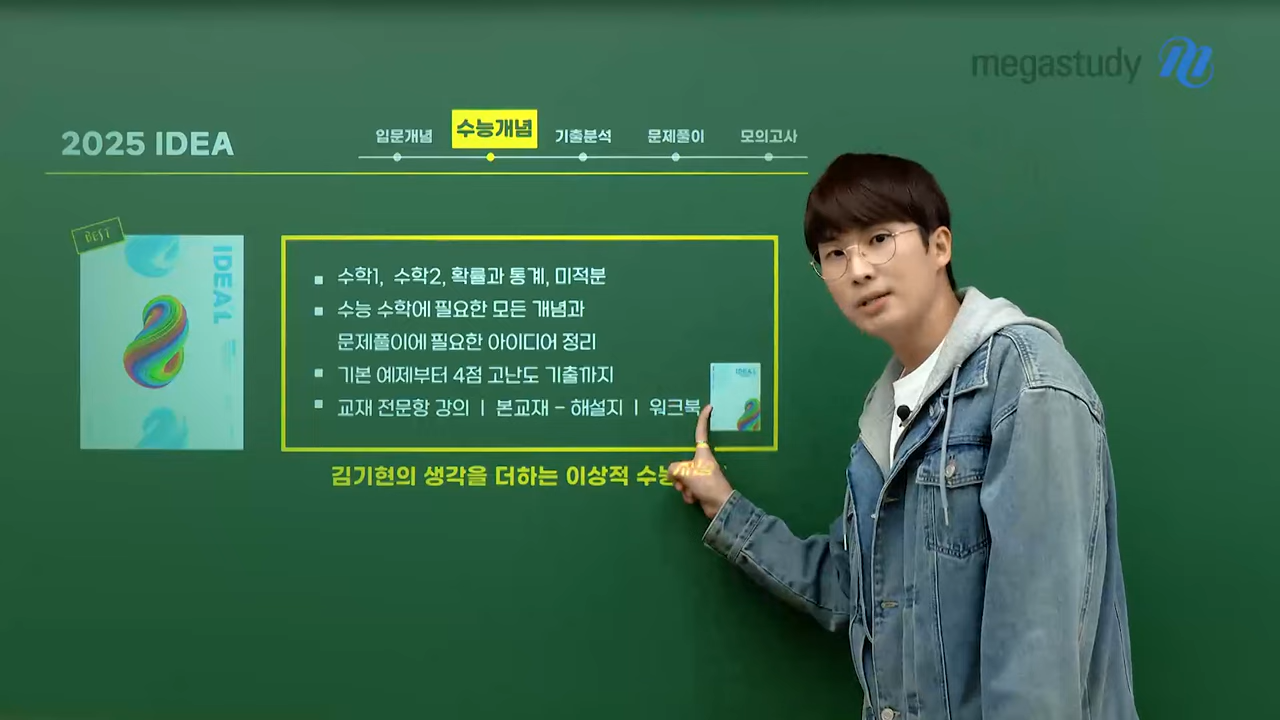 megastudy
2025 IDEA
입문개념 수능개념 기출분석 문제풀이 모의고사
BEST
IDEA1
수학1, 수학2, 확률과 통계, 미적분
수능 수학에 필요한 모든 개념과
문제풀이에 필요한 아이디어 정리
기본 예제부터 4점 고난도 기출까지
교재 전문항 강의 | 본교재 - 해설지 | 워크북
김기현의 생각을 더하는 이상적